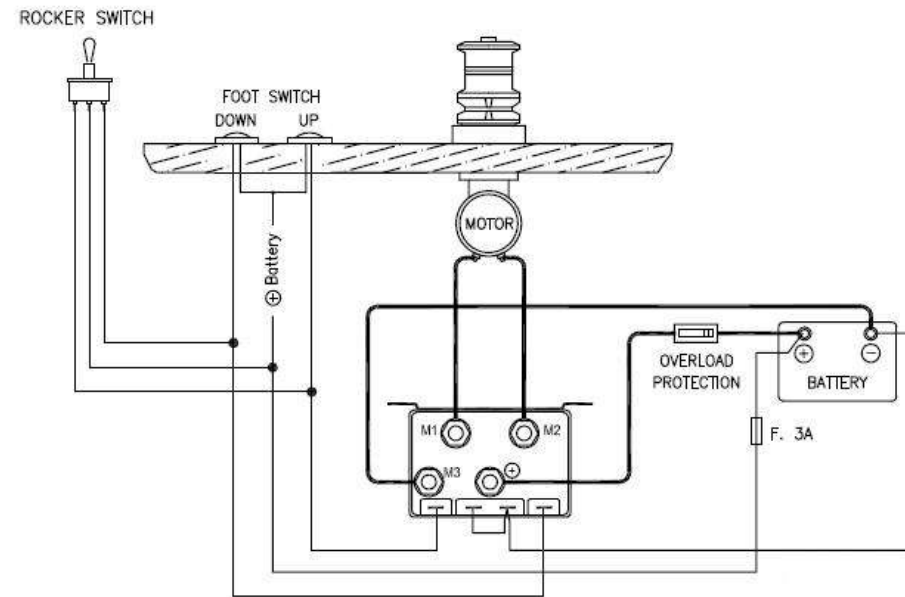 ROCKER SWITCH
FOOT SWITCH
DOWN UP
MOTOR
⊕ Battery
OVERLOAD
PROTECTION
+ −
BATTERY
F. 3A
M1 M2
M3 +